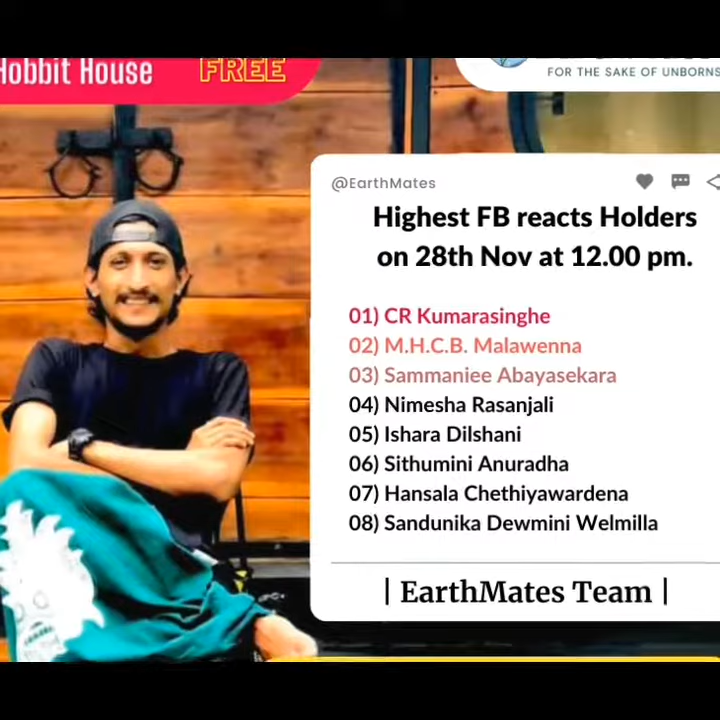 Hobbit House
FREE
FOR THE SAKE OF UNBORNS
@EarthMates
Highest FB reacts Holders
on 28th Nov at 12.00 pm.
01) CR Kumarasinghe
02) M.H.C.B. Malawenna
03) Sammaniee Abayasekara
04) Nimesha Rasanjali
05) Ishara Dilshani
06) Sithumini Anuradha
07) Hansala Chethiyawardena
08) Sandunika Dewmini Welmilla
| EarthMates Team |